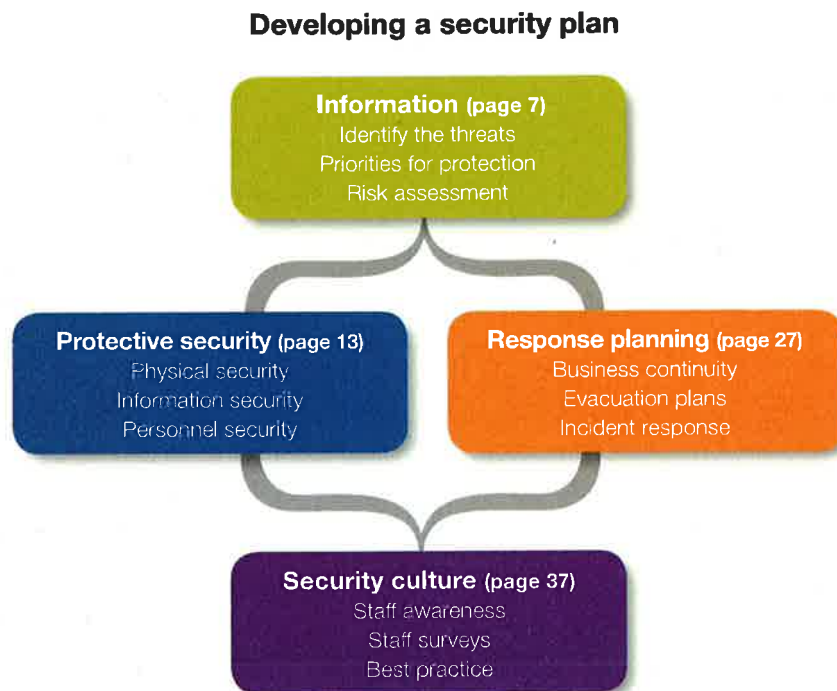 Developing a security plan
Information (page 7)
Identify the threats
Priorities for protection
Risk assessment
Protective security (page 13)
Physical security
Information security
Personnel security
Response planning (page 27)
Business continuity
Evacuation plans
Incident response
Security culture (page 37)
Staff awareness
Staff surveys
Best practice